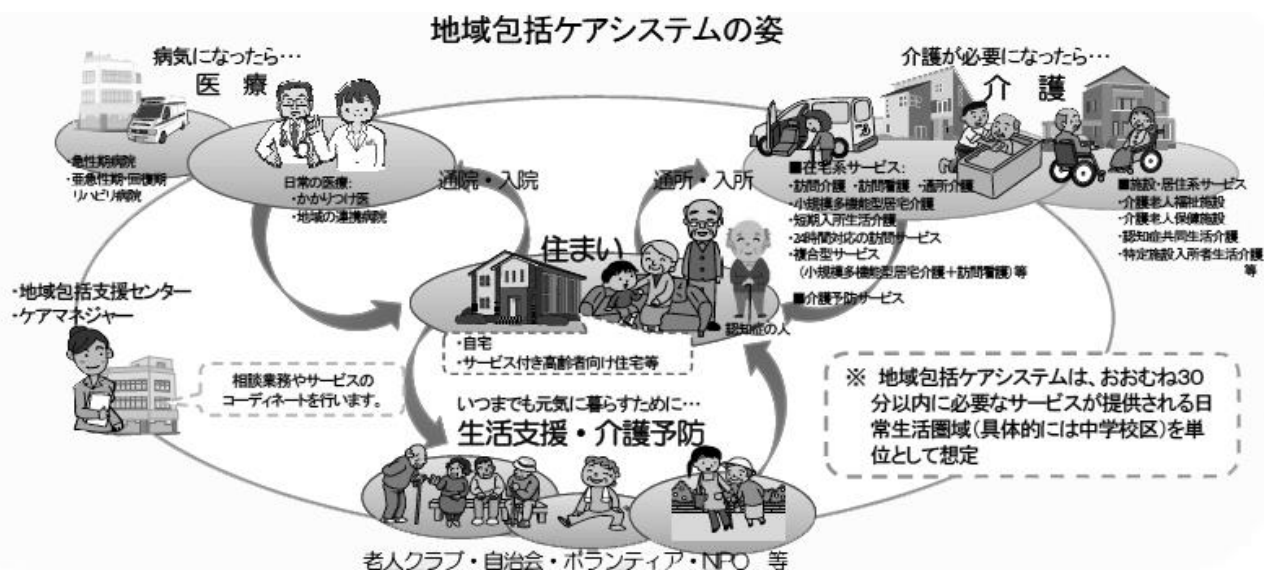 地域包括ケアシステムの姿
病気になったら…
医 療
・急性期病院
・亜急性期・回復期
リハビリ病院
日常の医療:
・かかりつけ医
・地域の連携病院
通院・入院
通所・入所
介護が必要になったら…
介 護
■在宅系サービス:
・訪問介護 ・訪問看護 ・通所介護
・小規模多機能型居宅介護
・短期入所生活介護
・24時間対応の訪問サービス
・複合型サービス
(小規模多機能型居宅介護+訪問看護)等
■介護予防サービス
■施設・居住系サービス
・介護老人福祉施設
・介護老人保健施設
・認知症共同生活介護
・特定施設入所者生活介護
等
住まい
認知症の人
・自宅
・サービス付き高齢者向け住宅等
・地域包括支援センター
・ケアマネジャー
相談業務やサービスの
コーディネートを行います。
いつまでも元気に暮らすために…
生活支援・介護予防
老人クラブ・自治会・ボランティア・NPO 等
※ 地域包括ケアシステムは、おおむね30
分以内に必要なサービスが提供される日
常生活圏域(具体的には中学校区)を単
位として想定